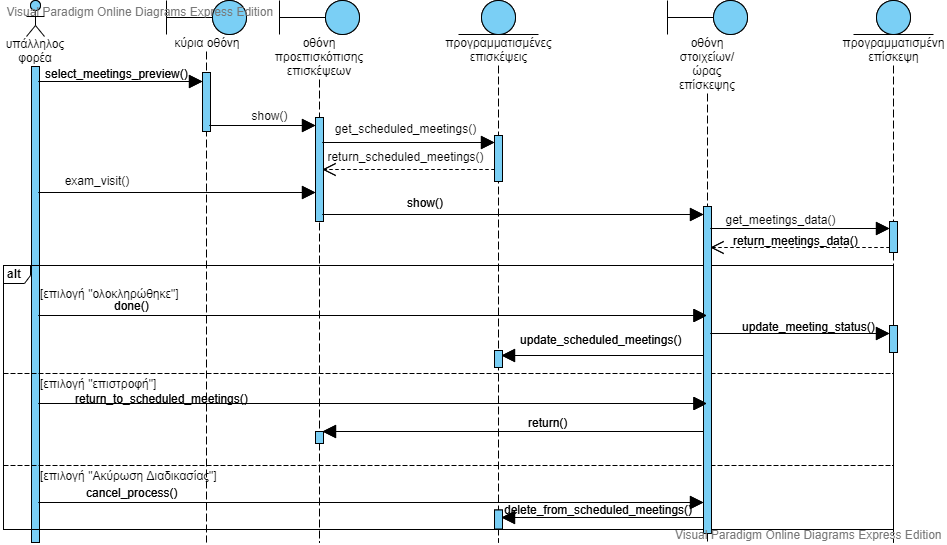 Visual Paradigm Online Diagrams Express Edition
υπάλληλος
φορέα
κύρια οθόνη
οθόνη
προεπισκόπισης
επισκέψεων
προγραμματισμένες
επισκέψεις
οθόνη
στοιχείων/
ώρας
επίσκεψης
προγραμματισμένη
επίσκεψη
select_meetings_preview()
show()
get_scheduled_meetings()
return_scheduled_meetings()
exam_visit()
show()
get_meetings_data()
return_meetings_data()
alt
[επιλογή "ολοκληρώθηκε"]
done()
update_meeting_status()
update_scheduled_meetings()
[επιλογή "επιστροφή"]
return_to_scheduled_meetings()
return()
[επιλογή "Ακύρωση Διαδικασίας"]
cancel_process()
delete_from_scheduled_meetings()
Visual Paradigm Online Diagrams Express Edition